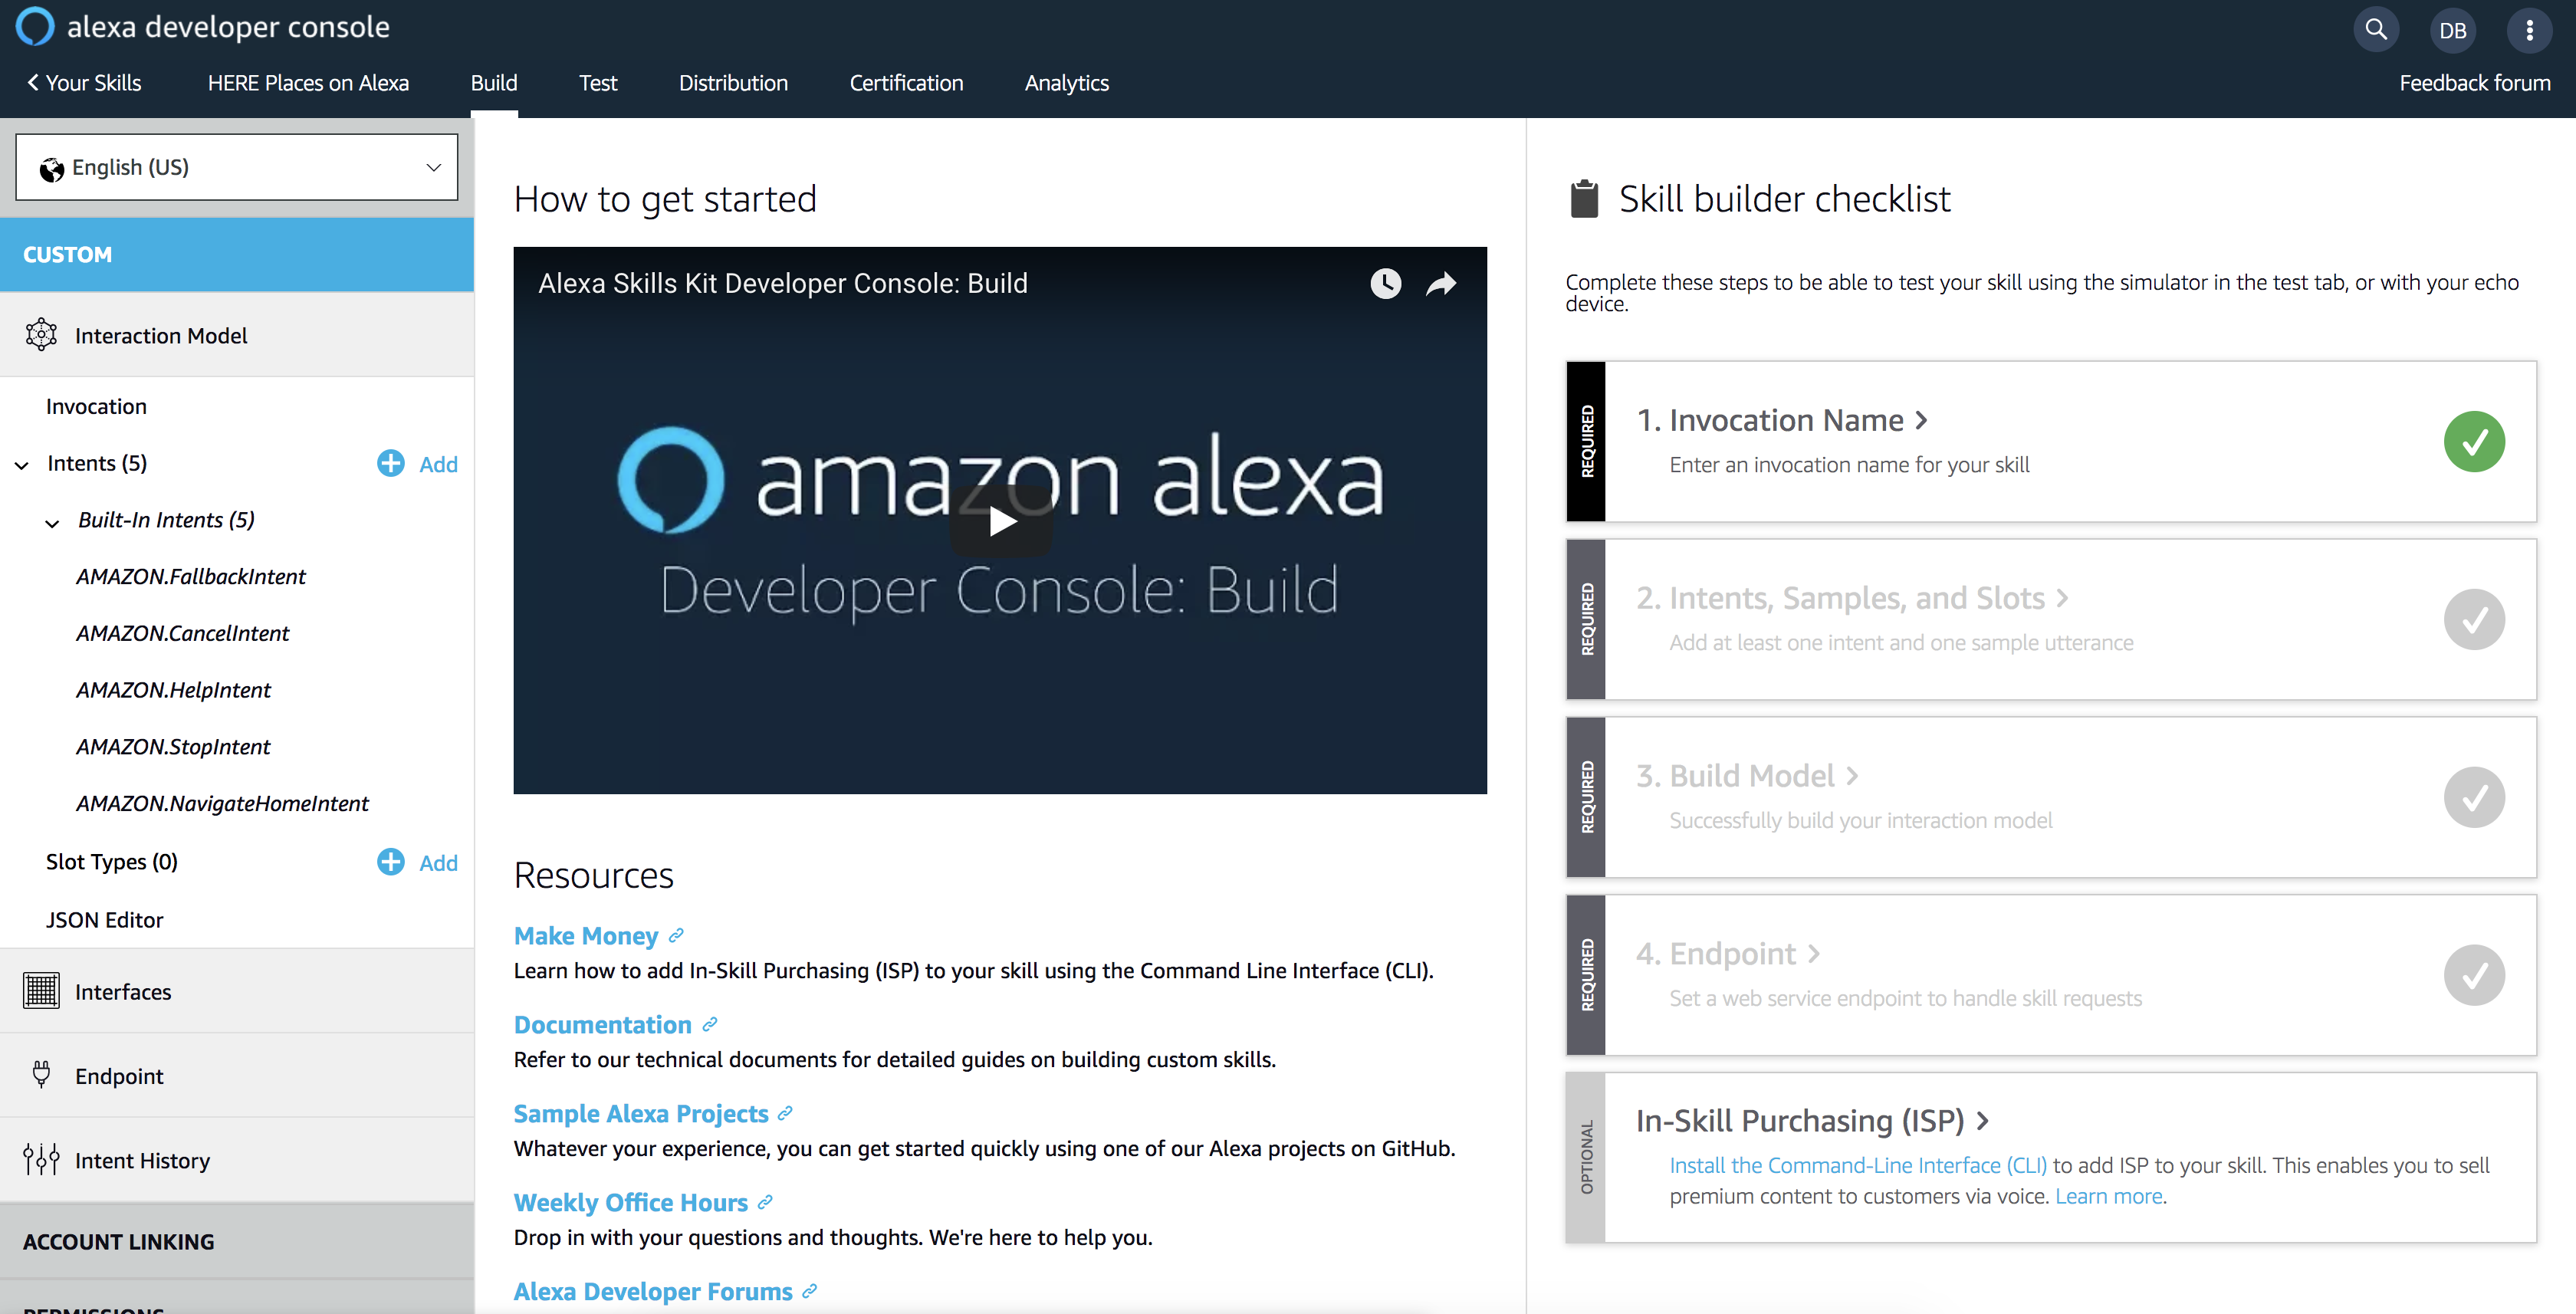 alexa developer console
DB
Your Skills
HERE Places on Alexa
Build
Test
Distribution
Certification
Analytics
Feedback forum
English (US)
CUSTOM
Interaction Model
Invocation
Intents (5)
Add
Built-In Intents (5)
AMAZON.FallbackIntent
AMAZON.CancelIntent
AMAZON.HelpIntent
AMAZON.StopIntent
AMAZON.NavigateHomeIntent
Slot Types (0)
Add
JSON Editor
Interfaces
Endpoint
Intent History
ACCOUNT LINKING
PERMISSIONS
How to get started
Alexa Skills Kit Developer Console: Build
amazon alexa
Developer Console: Build
Resources
Make Money
Learn how to add In-Skill Purchasing (ISP) to your skill using the Command Line Interface (CLI).
Documentation
Refer to our technical documents for detailed guides on building custom skills.
Sample Alexa Projects
Whatever your experience, you can get started quickly using one of our Alexa projects on GitHub.
Weekly Office Hours
Drop in with your questions and thoughts. We're here to help you.
Alexa Developer Forums
Skill builder checklist
Complete these steps to be able to test your skill using the simulator in the test tab, or with your echo
device.
REQUIRED
1. Invocation Name
Enter an invocation name for your skill
REQUIRED
2. Intents, Samples, and Slots
Add at least one intent and one sample utterance
REQUIRED
3. Build Model
Successfully build your interaction model
REQUIRED
4. Endpoint
Set a web service endpoint to handle skill requests
OPTIONAL
In-Skill Purchasing (ISP)
Install the Command-Line Interface (CLI) to add ISP to your skill. This enables you to sell
premium content to customers via voice. Learn more.